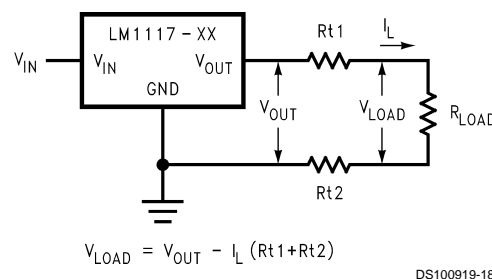 LM1117-XX
Rt1
I_L
V_IN
V_IN
V_OUT
GND
V_OUT
V_LOAD
R_LOAD
Rt2
V_LOAD = V_OUT - I_L (Rt1+Rt2)
DS100919-18